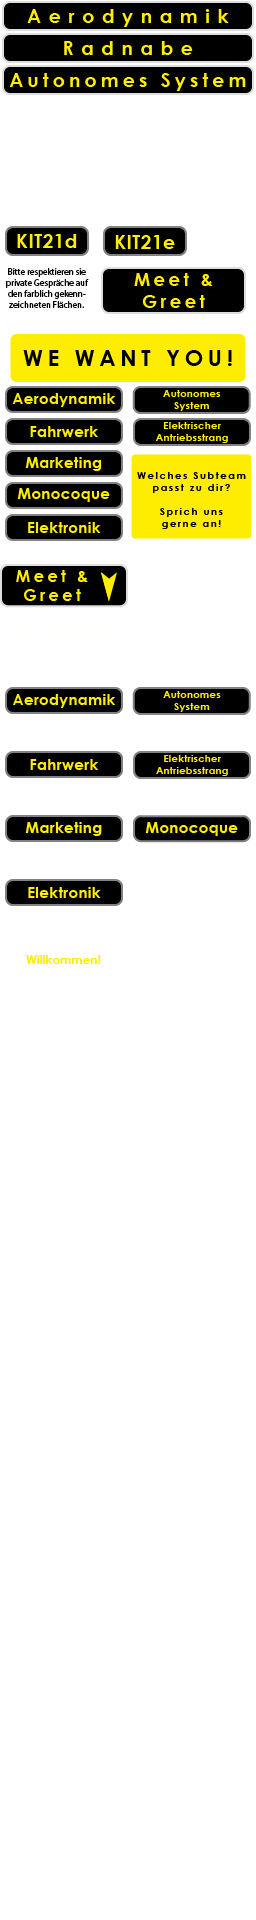 Aerodynamik
Radnabe
Autonomes System
KIT21d
KIT21e
Bitte respektieren sie
private Gespräche auf
den farblich gekenn-
zeichneten Flächen.
Meet &
Greet
WE WANT YOU!
Aerodynamik
Autonomes
System
Fahrwerk
Elektrischer
Antriebsstrang
Marketing
Monocoque
Elektronik
Welches Subteam
passt zu dir?
Sprich uns
gerne an!
Meet &
Greet
Aerodynamik
Autonomes
System
Fahrwerk
Elektrischer
Antriebsstrang
Marketing
Monocoque
Elektronik
Willkommen!